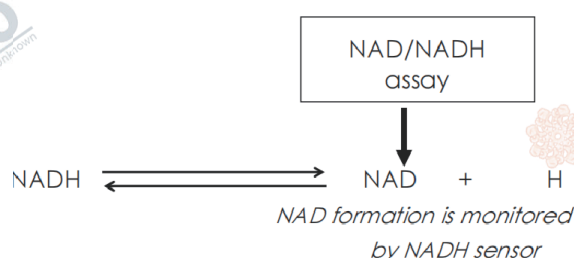 NAD/NADH
assay
NADH NAD + H
NAD formation is monitored
by NADH sensor